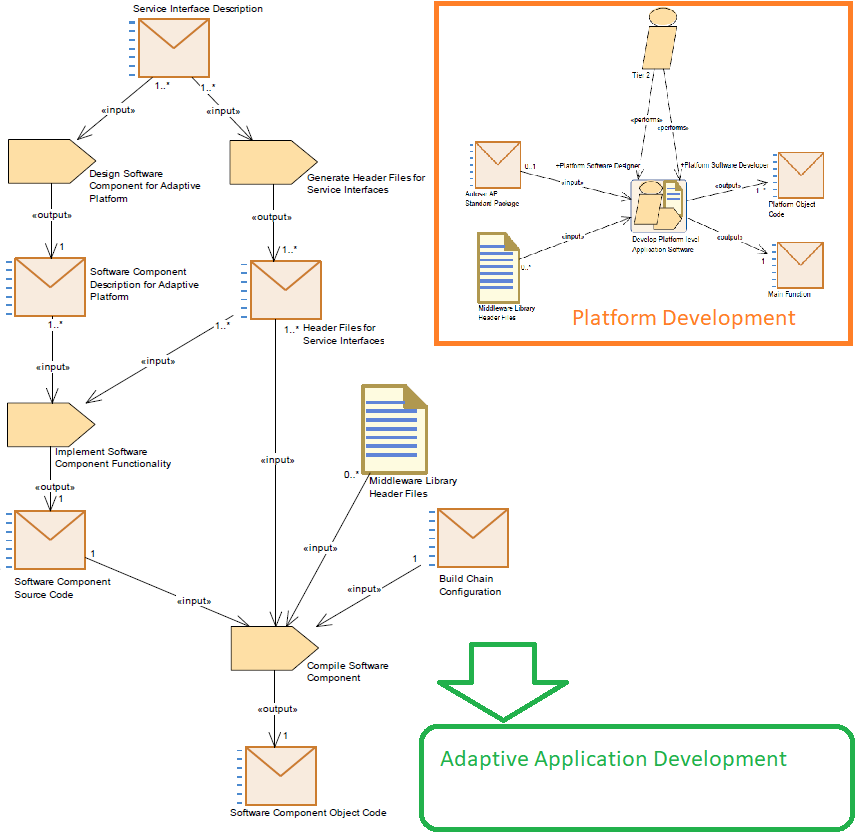 Service Interface Description
1..*
1..*
«input»
«input»
Design Software
Component for Adaptive
Platform
Generate Header Files for
Service Interfaces
«output»
«output»
1
1..*
Software Component
Description for Adaptive
Platform
1..*
1..*
1..*
Header Files for
Service Interfaces
«input»
«input»
Implement Software
Component Functionality
«input»
0..*
Middleware Library
Header Files
«output»
1
1
Software Component
Source Code
«input»
«input»
1
Build Chain
Configuration
«input»
Compile Software
Component
«output»
1
Software Component Object Code
Tier 2
«performs»
«performs»
0..1
+Platform Software Designer
+Platform Software Developer
«input»
«output»
Standard Package
Platform Object
Code
«input»
0..*
Develop Platform-level
Application Software
«output»
Main Function
Middleware Library
Header Files
Platform Development
Adaptive Application Development